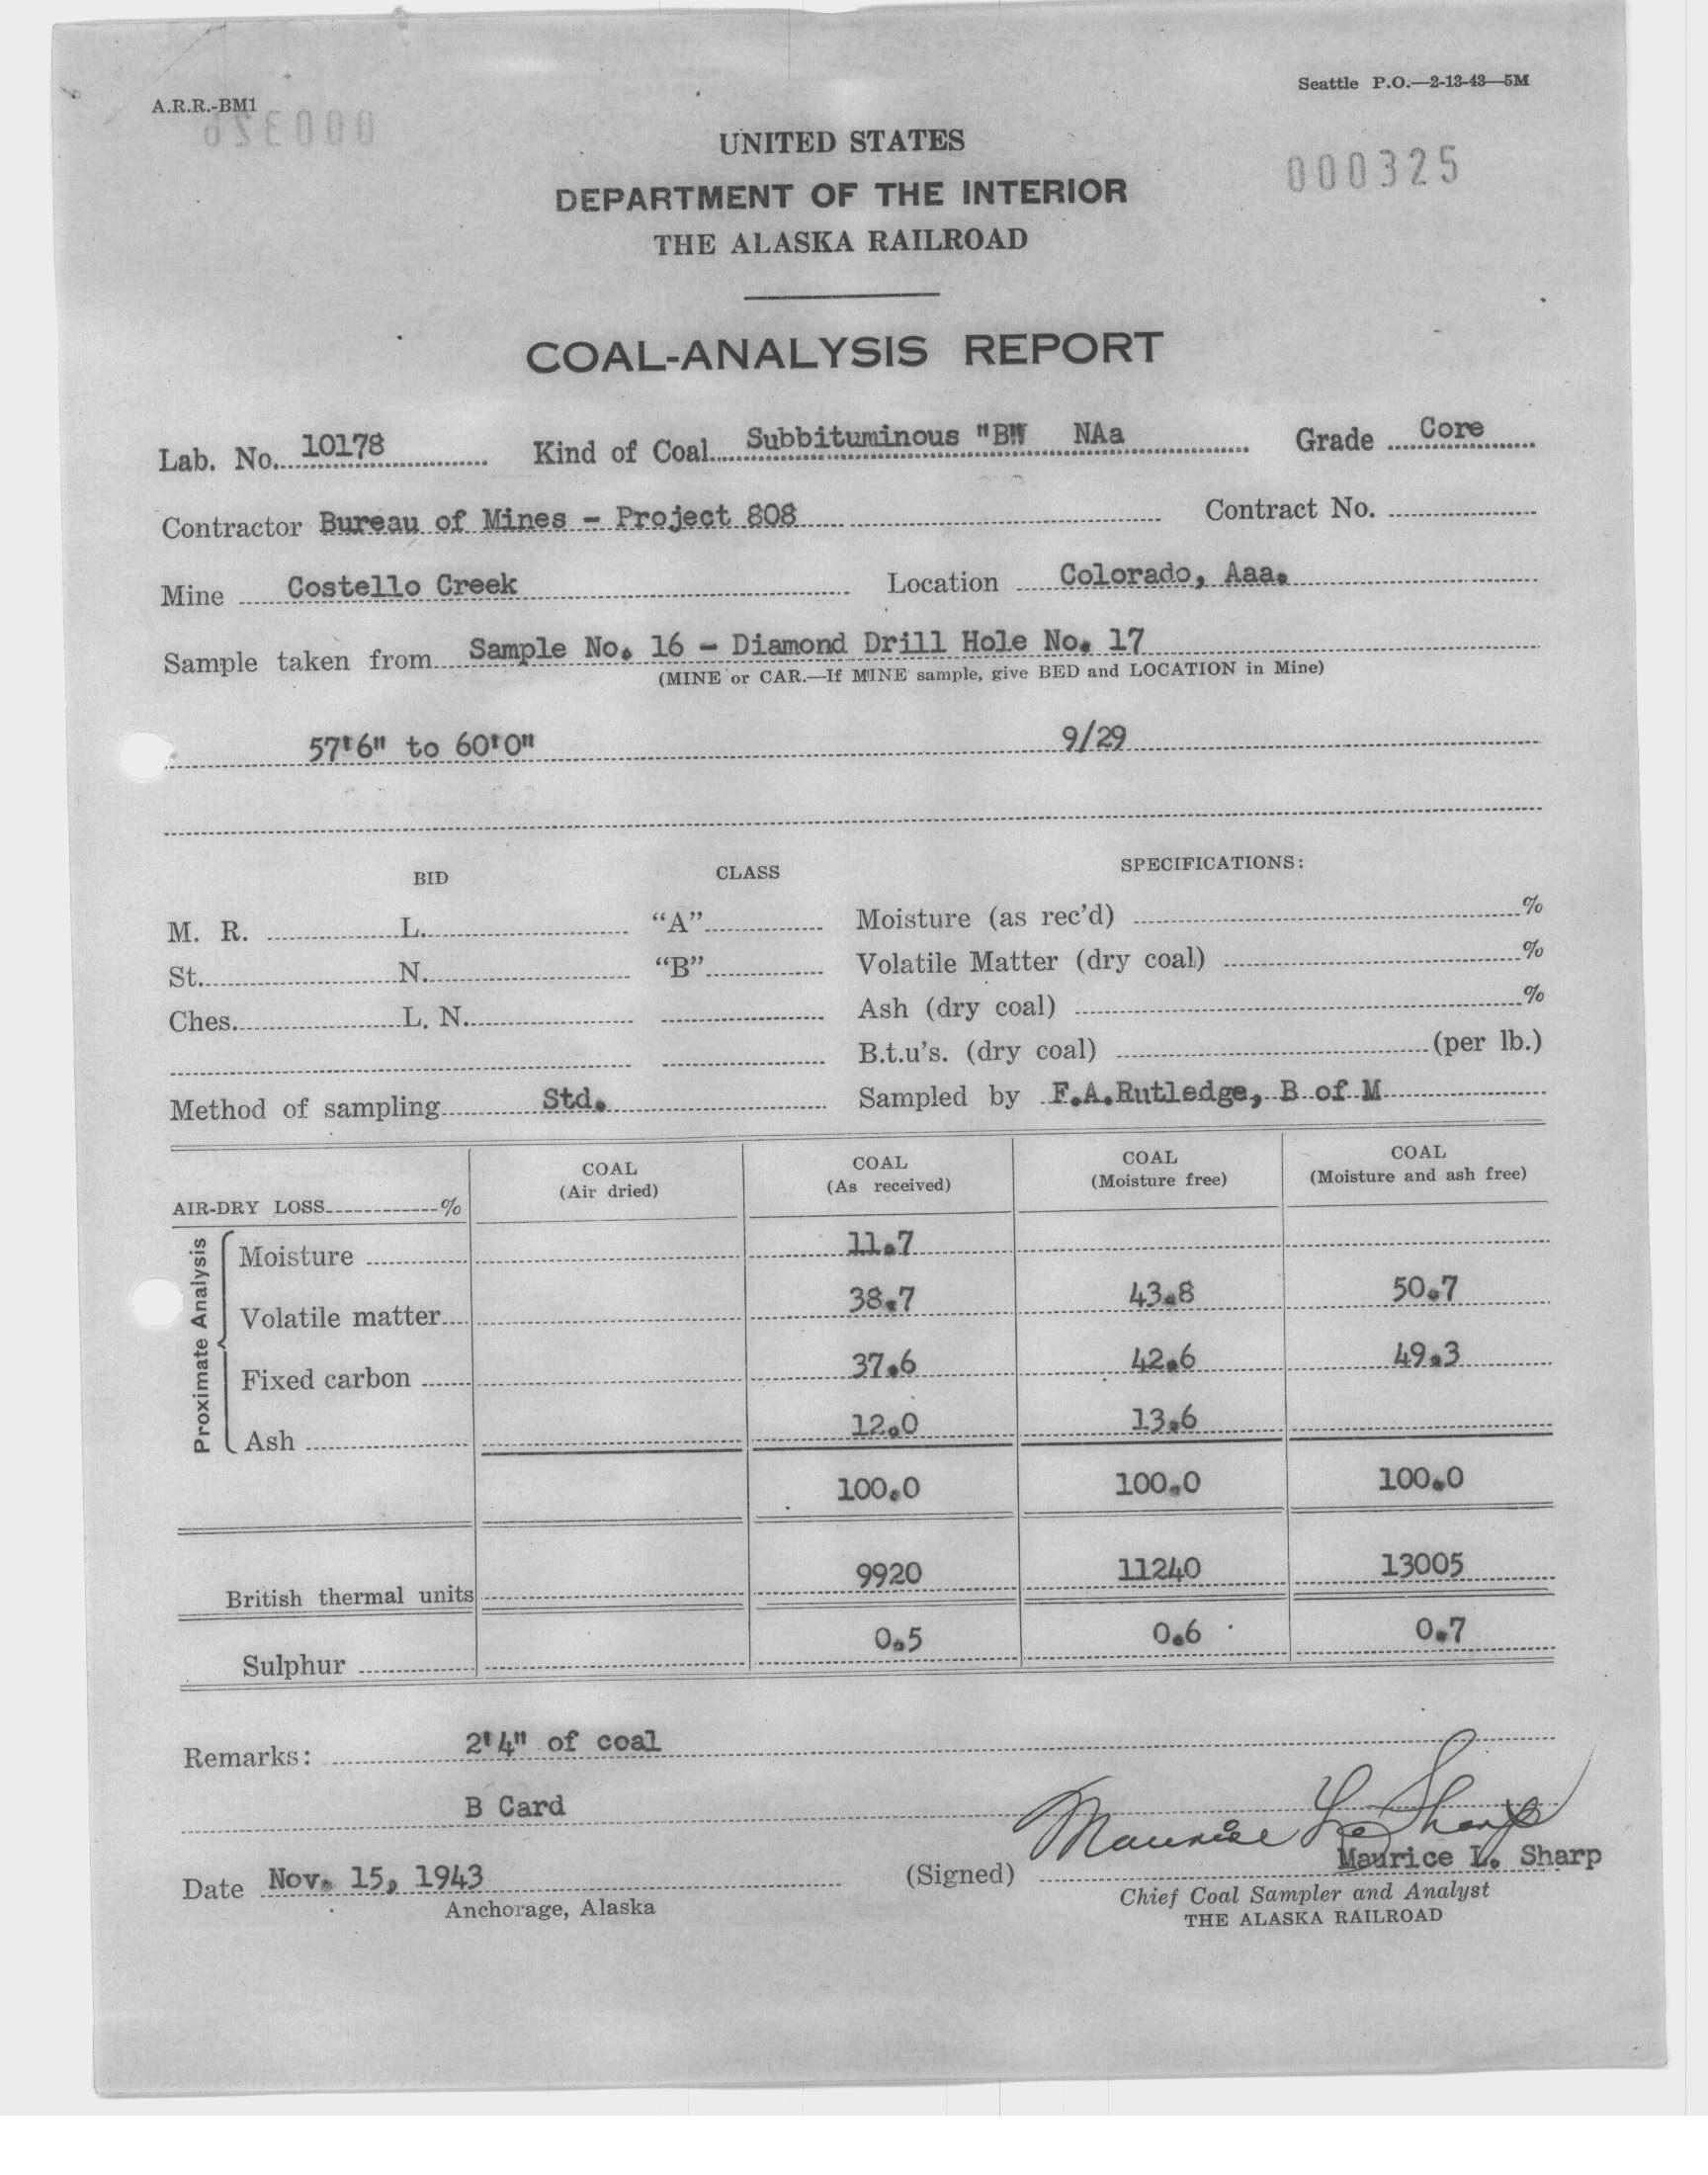 A.R.R.-BM1
Seattle P.O.—2-13-43—5M
000326
000325
UNITED STATES
DEPARTMENT OF THE INTERIOR
THE ALASKA RAILROAD
COAL-ANALYSIS REPORT
Lab. No. 10178 Kind of Coal Subbituminous "B" NAa Grade Core
Contractor Bureau of Mines - Project 808 Contract No.
Mine Costello Creek Location Colorado, Aaa.
Sample taken from Sample No. 16 - Diamond Drill Hole No. 17
(MINE or CAR.—If MINE sample, give BED and LOCATION in Mine)
57'6" to 60'0" 9/29
BID CLASS SPECIFICATIONS:
M. R. L. "A" Moisture (as rec'd) %
St. N. "B" Volatile Matter (dry coal) %
Ches. L. N. Ash (dry coal) %
B.t.u's. (dry coal) (per lb.)
Method of sampling Std. Sampled by F.A.Rutledge, B of M
AIR-DRY LOSS % COAL (Air dried) COAL (As received) COAL (Moisture free) COAL (Moisture and ash free)
Proximate Analysis
Moisture 11.7
Volatile matter 38.7 43.8 50.7
Fixed carbon 37.6 42.6 49.3
Ash 12.0 13.6
100.0 100.0 100.0
British thermal units 9920 11240 13005
Sulphur 0.5 0.6 0.7
Remarks: 2'4" of coal
B Card
Maurice L. Sharp
Date Nov. 15, 1943 (Signed) Maurice L. Sharp
Anchorage, Alaska Chief Coal Sampler and Analyst
THE ALASKA RAILROAD